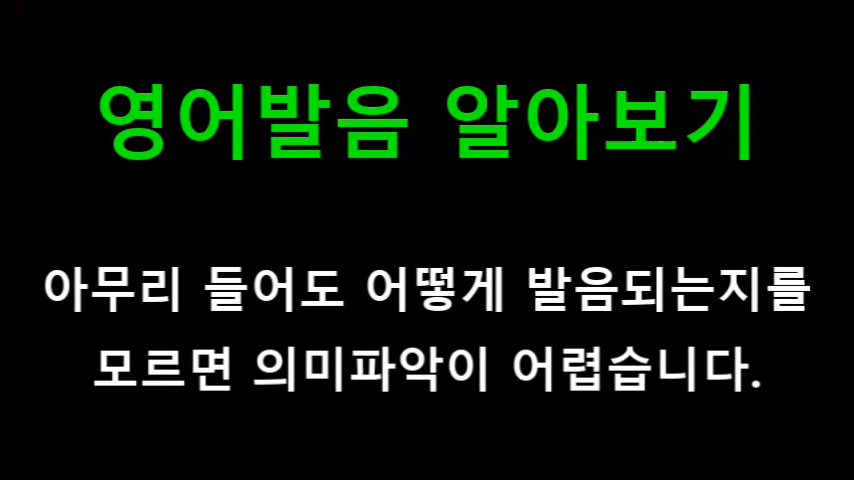 영어발음 알아보기
아무리 들어도 어떻게 발음되는지를
모르면 의미파악이 어렵습니다.